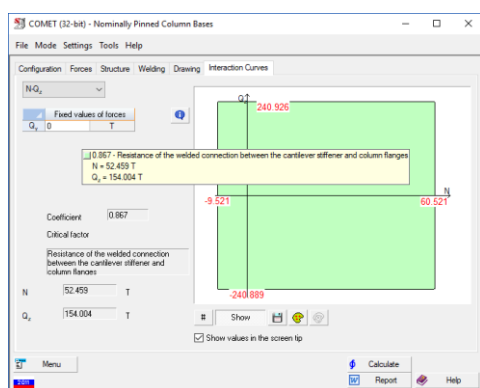 COMET (32-bit) - Nominally Pinned Column Bases
File Mode Settings Tools Help
Configuration Forces Structure Welding Drawing Interaction Curves
N-Qz
Fixed values of forces
Qy 0 T
Qz
240.926
0.867 - Resistance of the welded connection between the cantilever stiffener and column flanges
N = 52.459 T
Qz = 154.004 T
N
-9.521
60.521
Coefficient 0.867
Critical factor
Resistance of the welded connection
between the cantilever stiffener and
column flanges
N 52.459 T
-240.889
Qz 154.004 T
# Show
Show values in the screen tip
Menu
Calculate
Report
Help